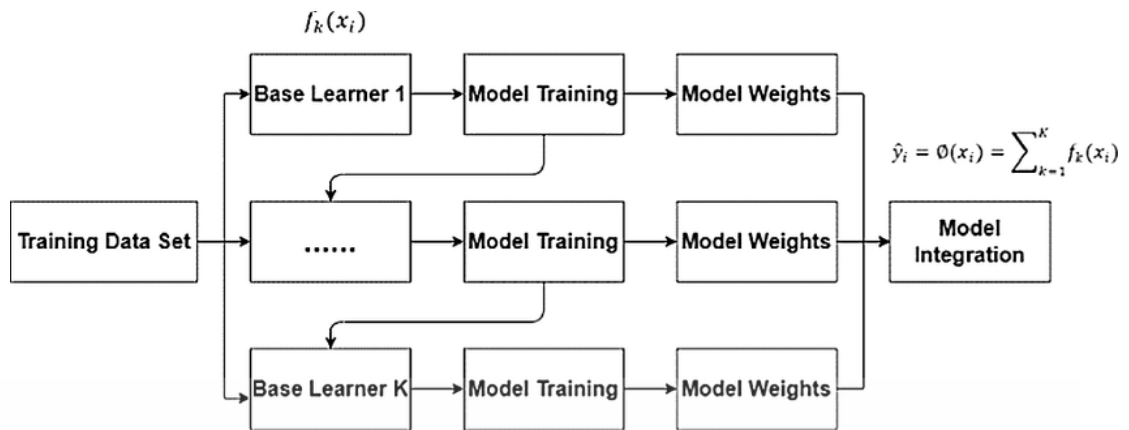 f_k(x_i)
Base Learner 1
Model Training
Model Weights
ŷ_i = Ø(x_i) = ∑_{k=1}^{K} f_k(x_i)
Training Data Set
......
Model Training
Model Weights
Model
Integration
Base Learner K
Model Training
Model Weights